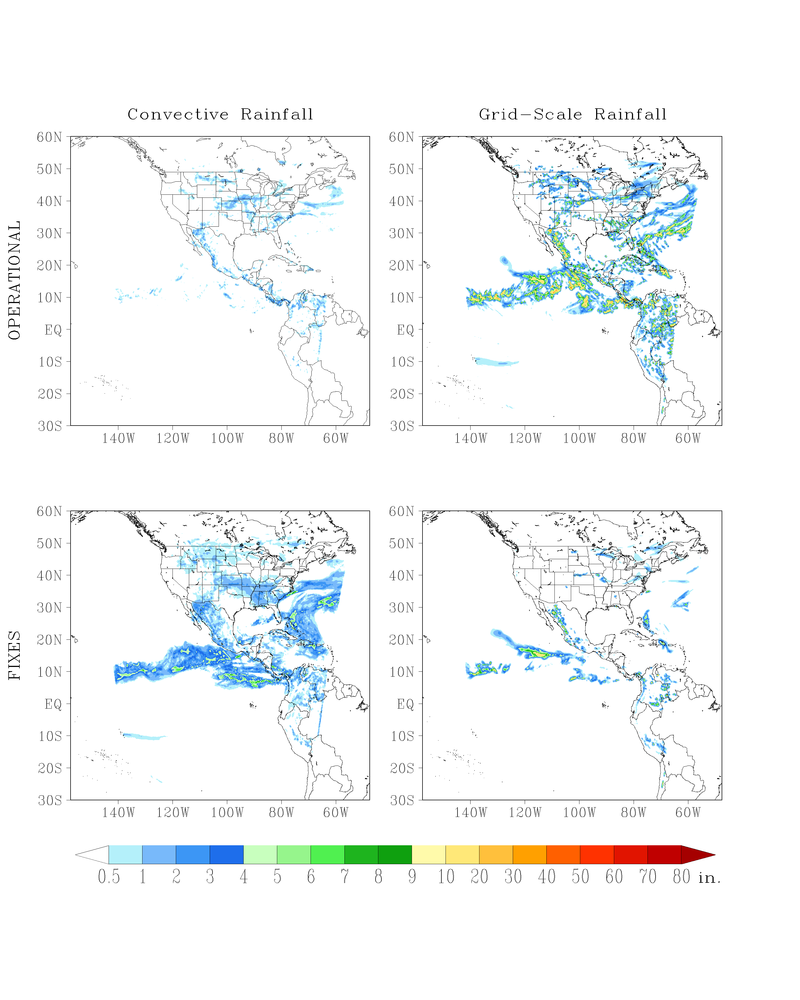 Convective Rainfall
Grid-Scale Rainfall
OPERATIONAL
60N
50N
40N
30N
20N
10N
EQ
10S
20S
30S
140W 120W 100W 80W 60W
60N
50N
40N
30N
20N
10N
EQ
10S
20S
30S
140W 120W 100W 80W 60W
FIXES
60N
50N
40N
30N
20N
10N
EQ
10S
20S
30S
140W 120W 100W 80W 60W
60N
50N
40N
30N
20N
10N
EQ
10S
20S
30S
140W 120W 100W 80W 60W
0.5 1 2 3 4 5 6 7 8 9 10 20 30 40 50 60 70 80 in.